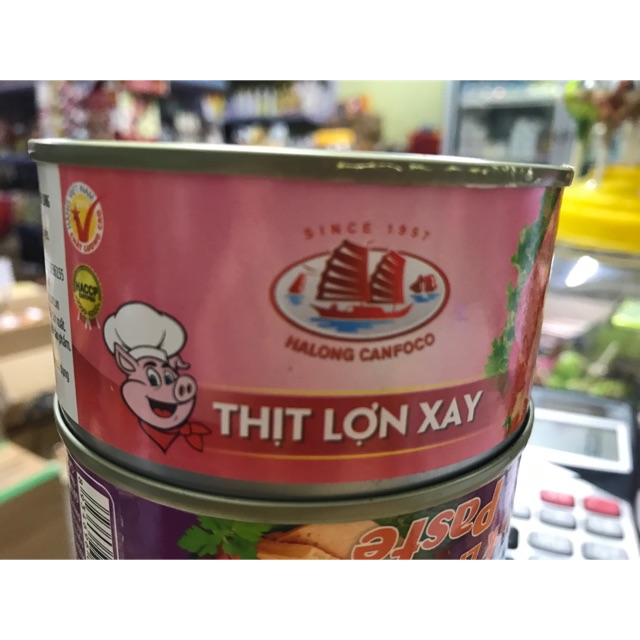 SINCE 1957
HALONG CANFOCO
THỊT LỢN XAY
HACCP
Paste